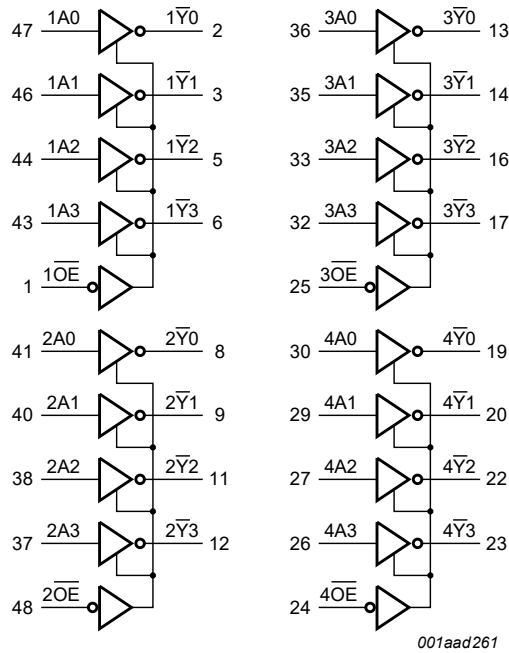 47 1A0 1Y̅0 2
46 1A1 1Y̅1 3
44 1A2 1Y̅2 5
43 1A3 1Y̅3 6
1 1O̅E̅
41 2A0 2Y̅0 8
40 2A1 2Y̅1 9
38 2A2 2Y̅2 11
37 2A3 2Y̅3 12
48 2O̅E̅
36 3A0 3Y̅0 13
35 3A1 3Y̅1 14
33 3A2 3Y̅2 16
32 3A3 3Y̅3 17
25 3O̅E̅
30 4A0 4Y̅0 19
29 4A1 4Y̅1 20
27 4A2 4Y̅2 22
26 4A3 4Y̅3 23
24 4O̅E̅
001aad261